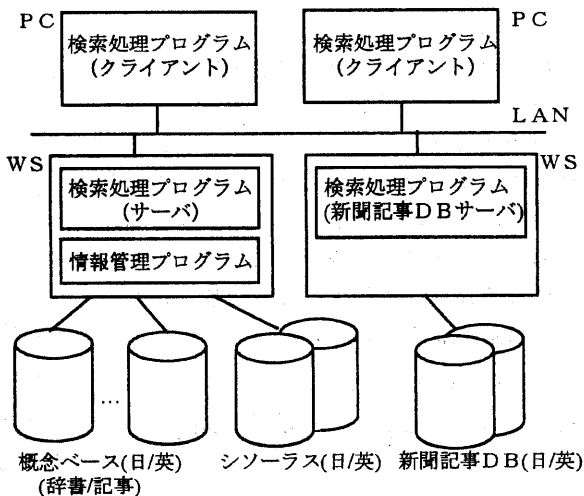 PC
検索処理プログラム
(クライアント)
検索処理プログラム
(クライアント)
PC
LAN
WS
検索処理プログラム
(サーバ)
情報管理プログラム
検索処理プログラム
(新聞記事DBサーバ)
WS
…
概念ベース(日/英)
(辞書/記事)
シソーラス(日/英)
新聞記事DB(日/英)